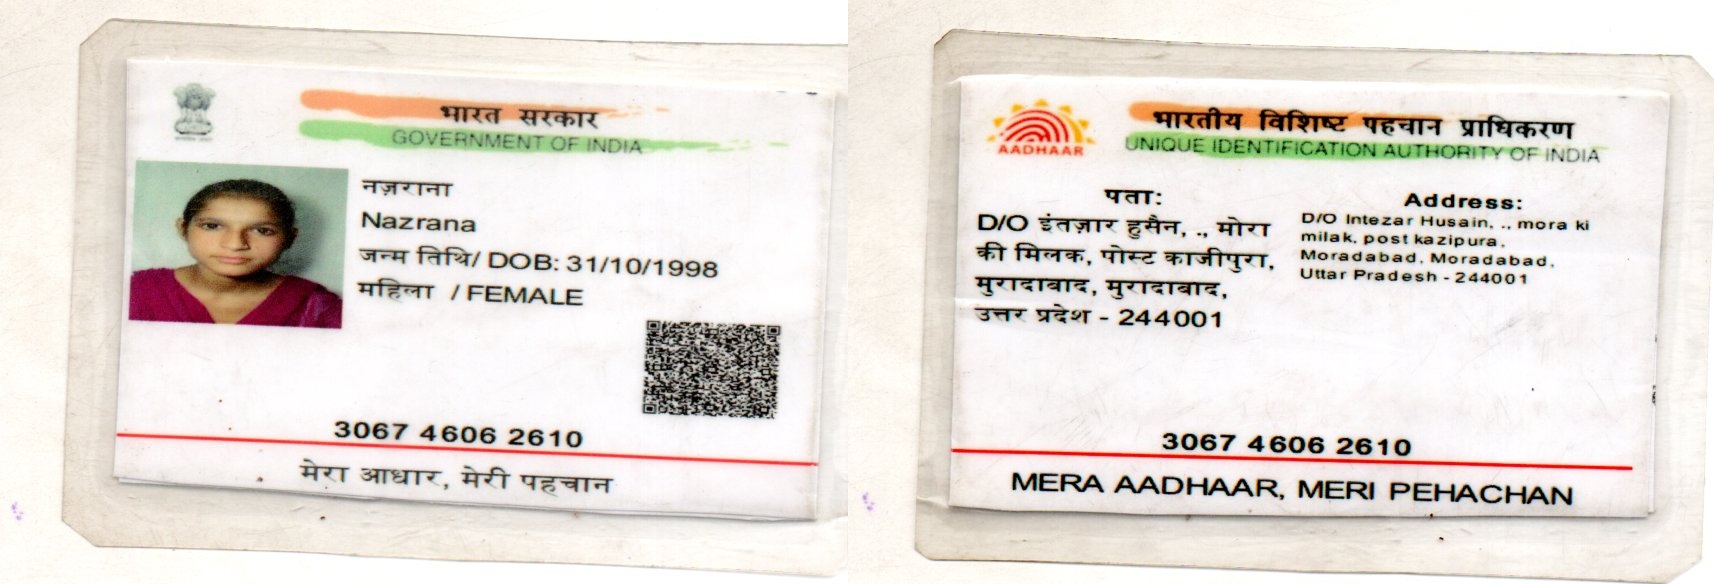 भारत सरकार
GOVERNMENT OF INDIA
नज़राना
Nazrana
जन्म तिथि/ DOB: 31/10/1998
महिला / FEMALE
3067 4606 2610
मेरा आधार, मेरी पहचान
भारतीय विशिष्ट पहचान प्राधिकरण
UNIQUE IDENTIFICATION AUTHORITY OF INDIA
AADHAAR
पता:
D/O इंतज़ार हुसैन, ., मोरा
की मिलक, पोस्ट काजीपुरा,
मुरादाबाद, मुरादाबाद,
उत्तर प्रदेश - 244001
Address:
D/O Intezar Husain, ., mora ki
milak, post kazipura,
Moradabad, Moradabad,
Uttar Pradesh - 244001
3067 4606 2610
MERA AADHAAR, MERI PEHACHAN